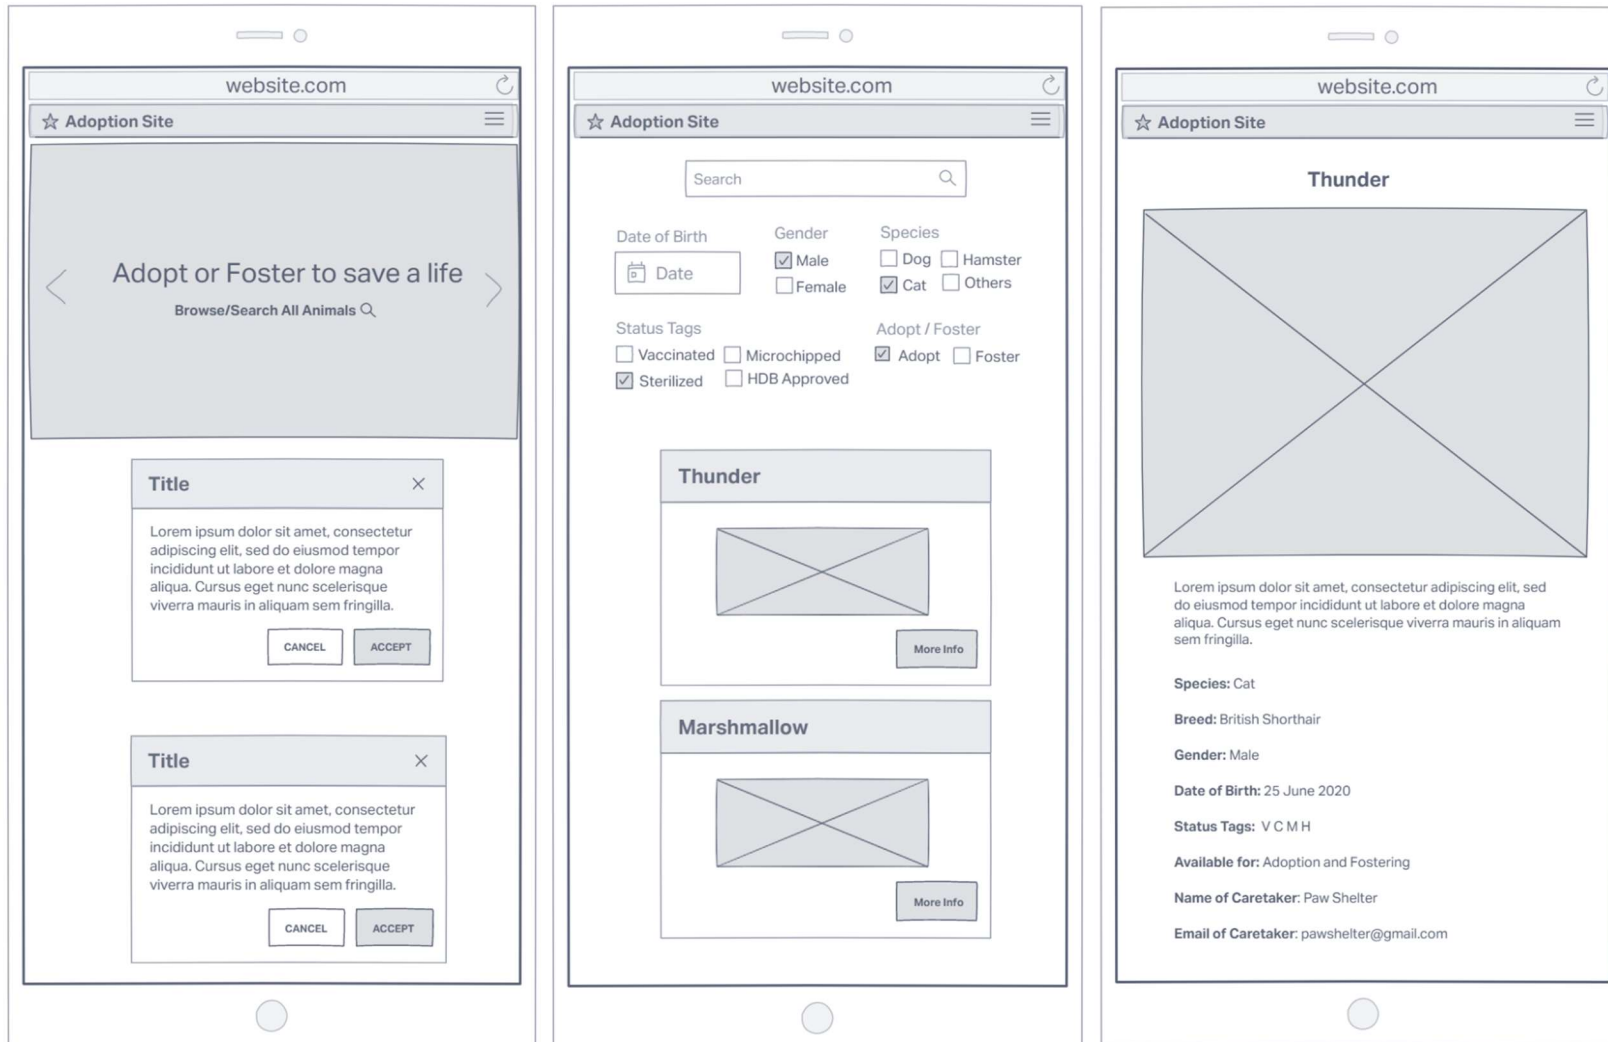 website.com
Adoption Site
Adopt or Foster to save a life
Browse/Search All Animals
Title
Lorem ipsum dolor sit amet, consectetur
adipiscing elit, sed do eiusmod tempor
incididunt ut labore et dolore magna
aliqua. Cursus eget nunc scelerisque
viverra mauris in aliquam sem fringilla.
CANCEL ACCEPT
Title
Lorem ipsum dolor sit amet, consectetur
adipiscing elit, sed do eiusmod tempor
incididunt ut labore et dolore magna
aliqua. Cursus eget nunc scelerisque
viverra mauris in aliquam sem fringilla.
CANCEL ACCEPT
website.com
Adoption Site
Search
Date of Birth
Date
Gender
Male
Female
Species
Dog Hamster
Cat Others
Status Tags
Vaccinated Microchipped
Sterilized HDB Approved
Adopt / Foster
Adopt Foster
Thunder
More Info
Marshmallow
More Info
website.com
Adoption Site
Thunder
Lorem ipsum dolor sit amet, consectetur adipiscing elit, sed
do eiusmod tempor incididunt ut labore et dolore magna
aliqua. Cursus eget nunc scelerisque viverra mauris in aliquam
sem fringilla.
Species: Cat
Breed: British Shorthair
Gender: Male
Date of Birth: 25 June 2020
Status Tags: V C M H
Available for: Adoption and Fostering
Name of Caretaker: Paw Shelter
Email of Caretaker: pawshelter@gmail.com